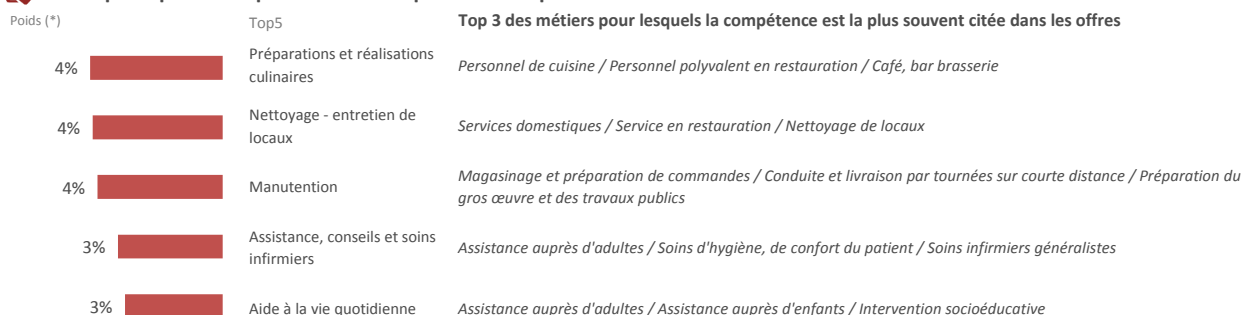 Poids (*)
Top5
Top 3 des métiers pour lesquels la compétence est la plus souvent citée dans les offres
4%
Préparations et réalisations
culinaires
Personnel de cuisine / Personnel polyvalent en restauration / Café, bar brasserie
4%
Nettoyage - entretien de
locaux
Services domestiques / Service en restauration / Nettoyage de locaux
4%
Manutention
Magasinage et préparation de commandes / Conduite et livraison par tournées sur courte distance / Préparation du
gros œuvre et des travaux publics
3%
Assistance, conseils et soins
infirmiers
Assistance auprès d'adultes / Soins d'hygiène, de confort du patient / Soins infirmiers généralistes
3%
Aide à la vie quotidienne
Assistance auprès d'adultes / Assistance auprès d'enfants / Intervention socioéducative